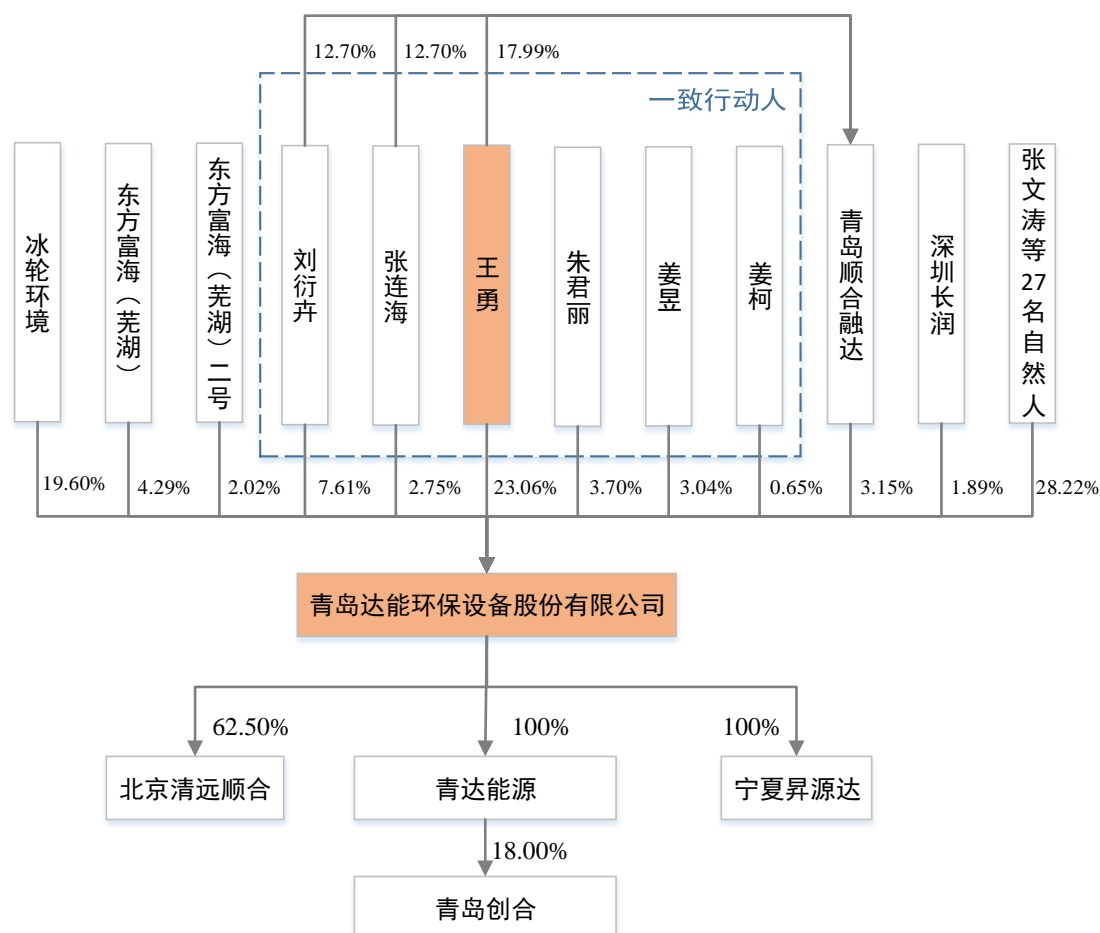 12.70%
12.70%
17.99%
一致行动人
冰轮环境
东方富海（芜湖）
东方富海（芜湖）二号
刘衍卉
张连海
王勇
朱君丽
姜昱
姜柯
青岛顺合融达
深圳长润
张文涛等27名自然人
19.60%
4.29%
2.02%
7.61%
2.75%
23.06%
3.70%
3.04%
0.65%
3.15%
1.89%
28.22%
青岛达能环保设备股份有限公司
62.50%
100%
100%
北京清远顺合
青达能源
宁夏昇源达
18.00%
青岛创合